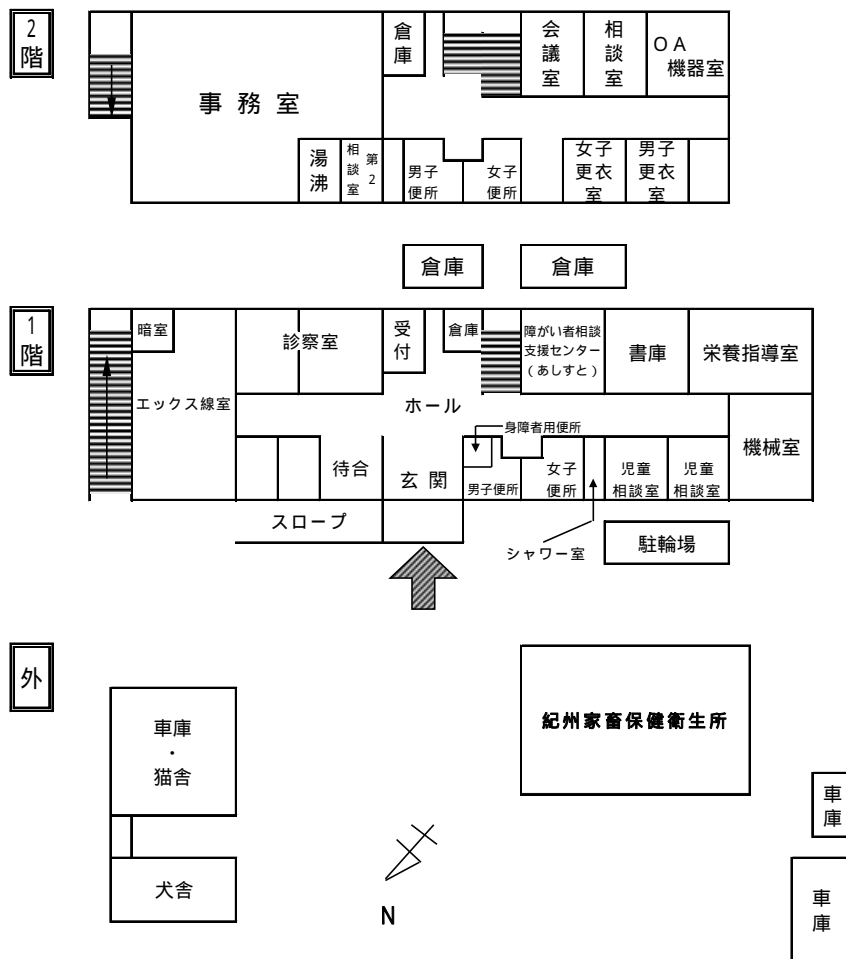 2階
事務室
倉庫
会議室
相談室
OA
機器室
湯沸
相談室
第2
男子
便所
女子
便所
女子
更衣
室
男子
更衣
室
倉庫
倉庫
1階
暗室
エックス線室
診察室
受付
倉庫
障がい者相談
支援センター
(あしすと)
書庫
栄養指導室
ホール
身障者用便所
機械室
待合
玄関
男子便所
女子
便所
児童
相談室
児童
相談室
スロープ
シャワー室
駐輪場
外
車庫
・
猫舎
紀州家畜保健衛生所
車庫
犬舎
車庫
N